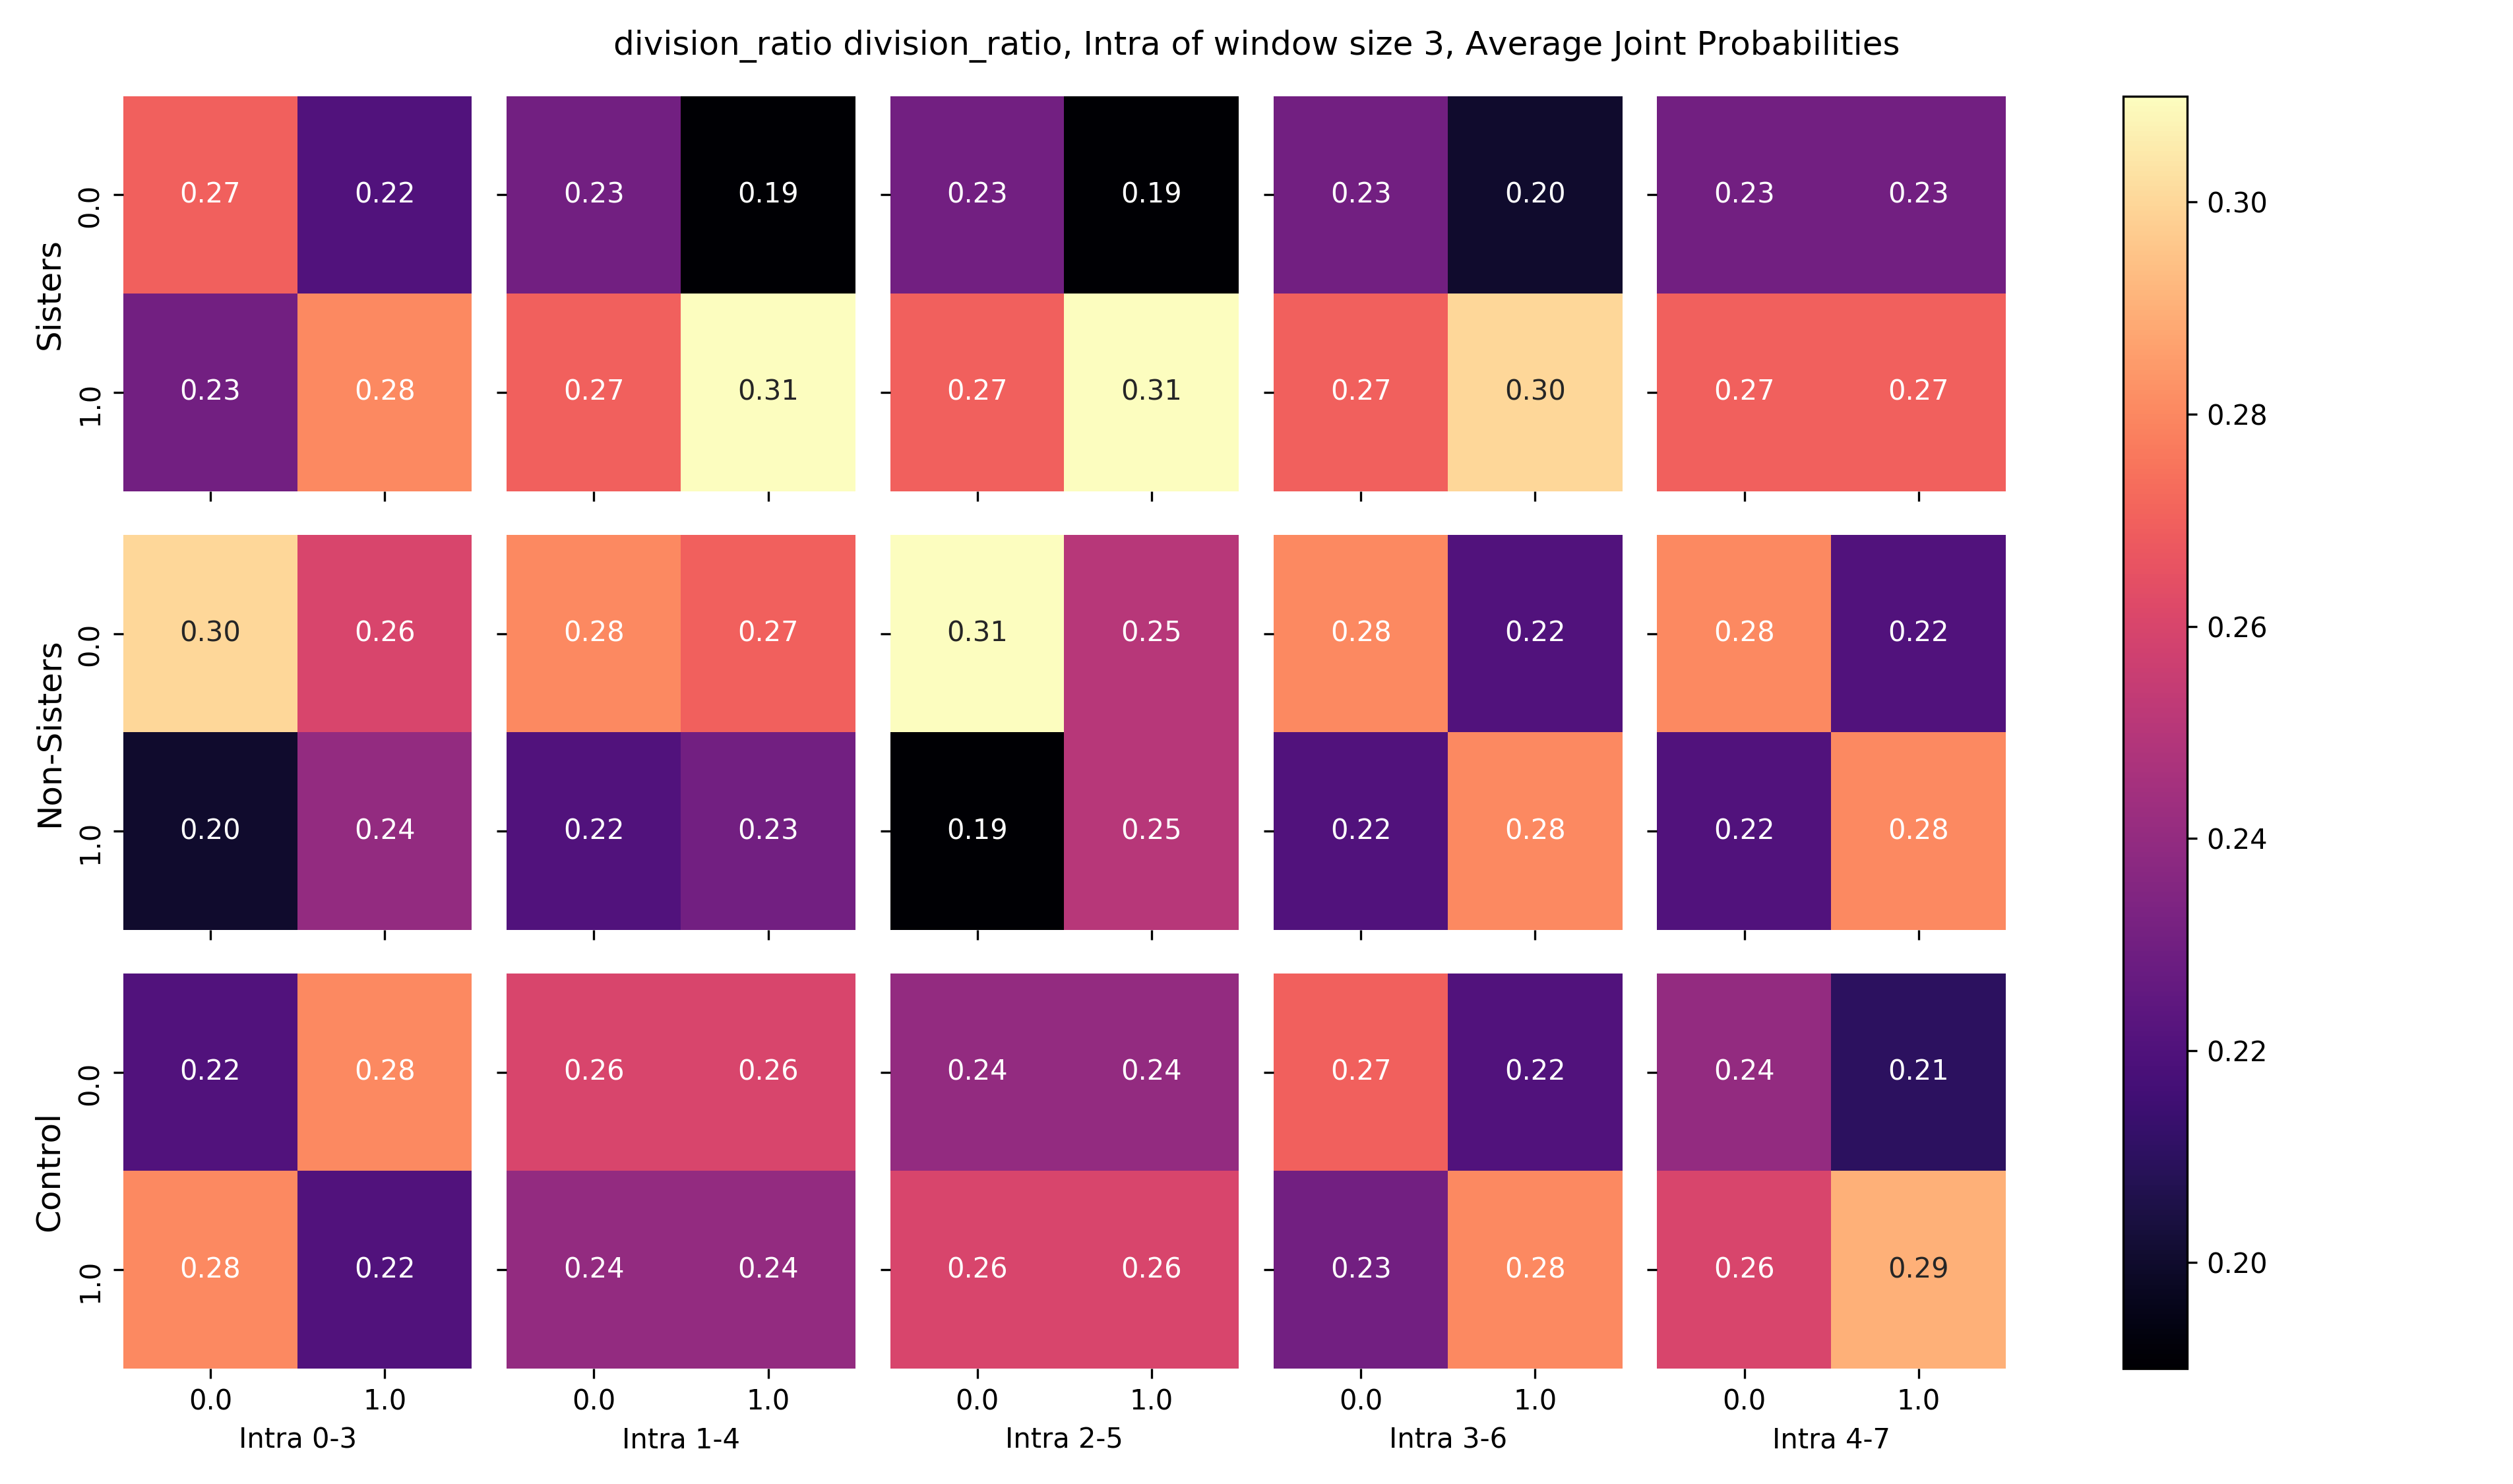 division_ratio division_ratio, Intra of window size 3, Average Joint Probabilities
Sisters
0.0
0.27 0.22 0.23 0.19 0.23 0.19 0.23 0.20 0.23 0.23
1.0
0.23 0.28 0.27 0.31 0.27 0.31 0.27 0.30 0.27 0.27
Non-Sisters
0.0
0.30 0.26 0.28 0.27 0.31 0.25 0.28 0.22 0.28 0.22
1.0
0.20 0.24 0.22 0.23 0.19 0.25 0.22 0.28 0.22 0.28
Control
0.0
0.22 0.28 0.26 0.26 0.24 0.24 0.27 0.22 0.24 0.21
1.0
0.28 0.22 0.24 0.24 0.26 0.26 0.23 0.28 0.26 0.29
0.0 1.0 0.0 1.0 0.0 1.0 0.0 1.0 0.0 1.0
Intra 0-3 Intra 1-4 Intra 2-5 Intra 3-6 Intra 4-7
0.30
0.28
0.26
0.24
0.22
0.20